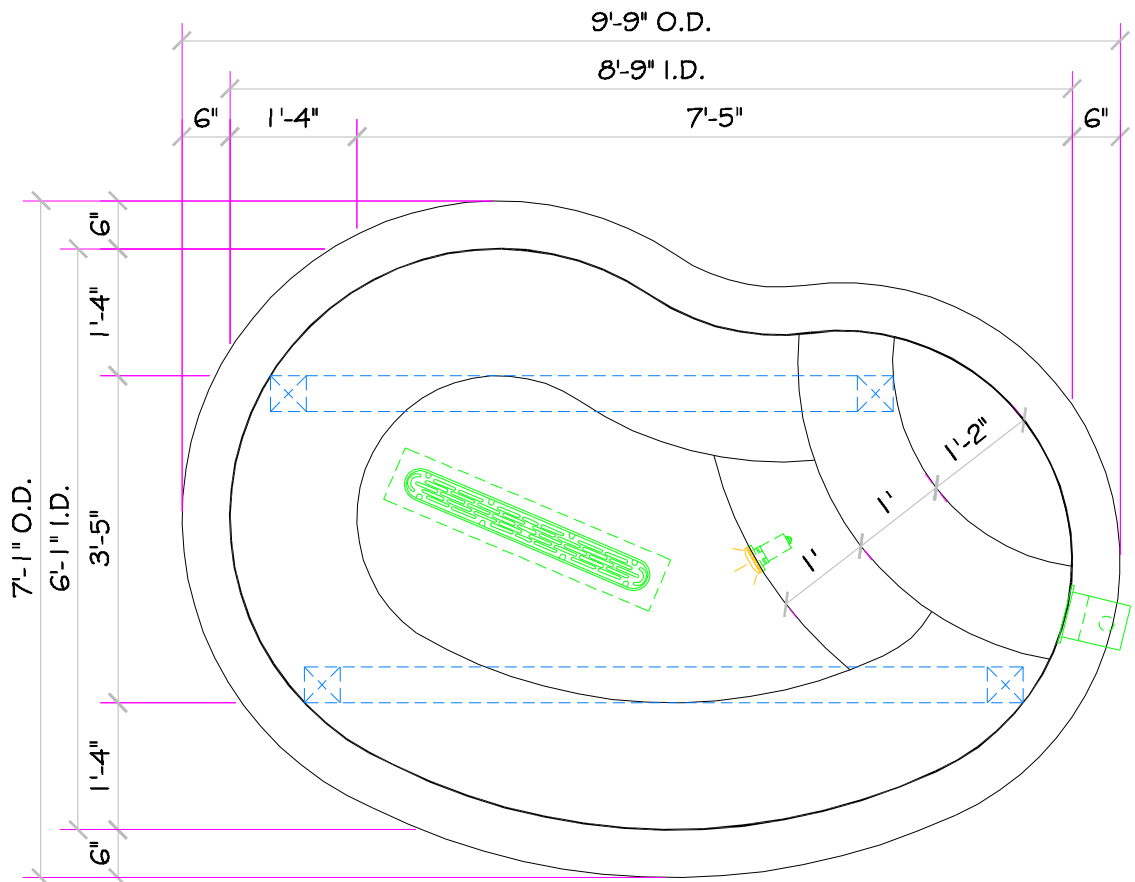 9'-9" O.D.
8'-9" I.D.
6" 1'-4" 7'-5" 6"
6"
1'-4"
3'-5"
1'-4"
6"
6'-1" I.D.
7'-1" O.D.
1'-2"
1'
1'